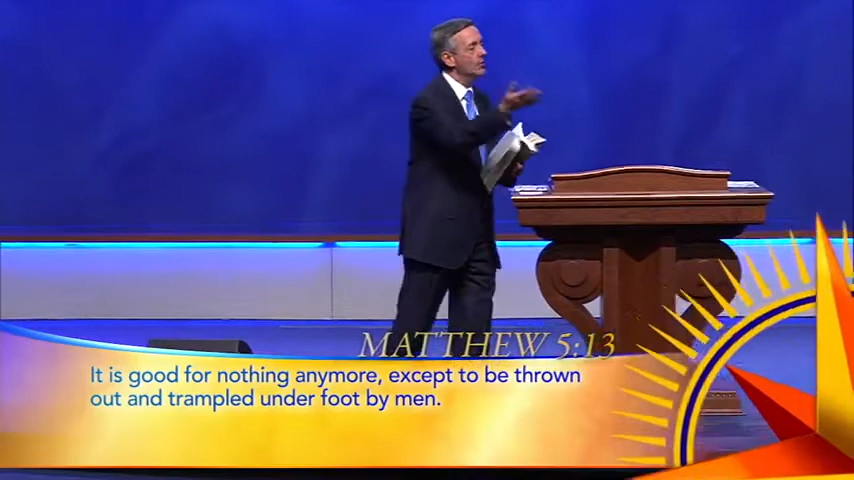 MATTHEW 5:13
It is good for nothing anymore, except to be thrown
out and trampled under foot by men.